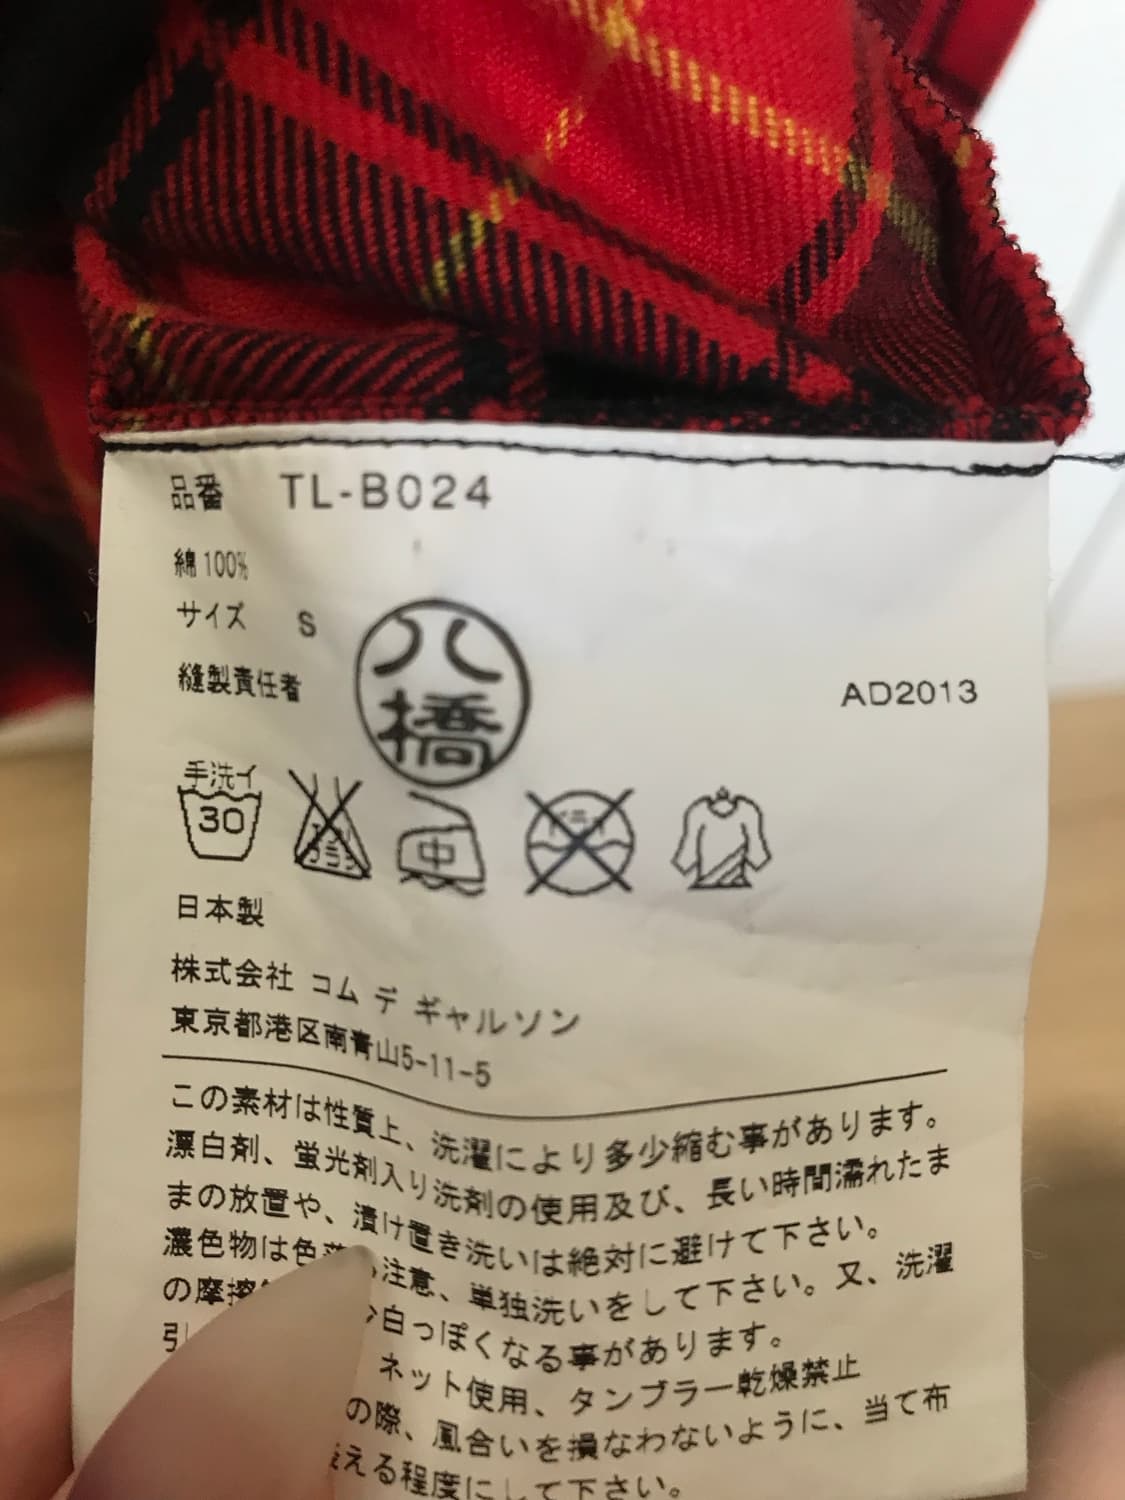 品番 TL-B024
綿100%
サイズ S
縫製責任者 八橋
AD2013
手洗イ 30 中 ドライ
日本製
株式会社 コム デ ギャルソン
東京都港区南青山5-11-5
この素材は性質上、洗濯により多少縮む事があります。
漂白剤、蛍光剤入り洗剤の使用及び、長い時間濡れたま
まの放置や、漬け置き洗いは絶対に避けて下さい。
濃色物は色落 注意、単独洗いをして下さい。又、洗濯
の摩擦 白っぽくなる事があります。
引 ネット使用、タンブラー乾燥禁止
の際、風合いを損なわないように、当て布
える程度にして下さい。